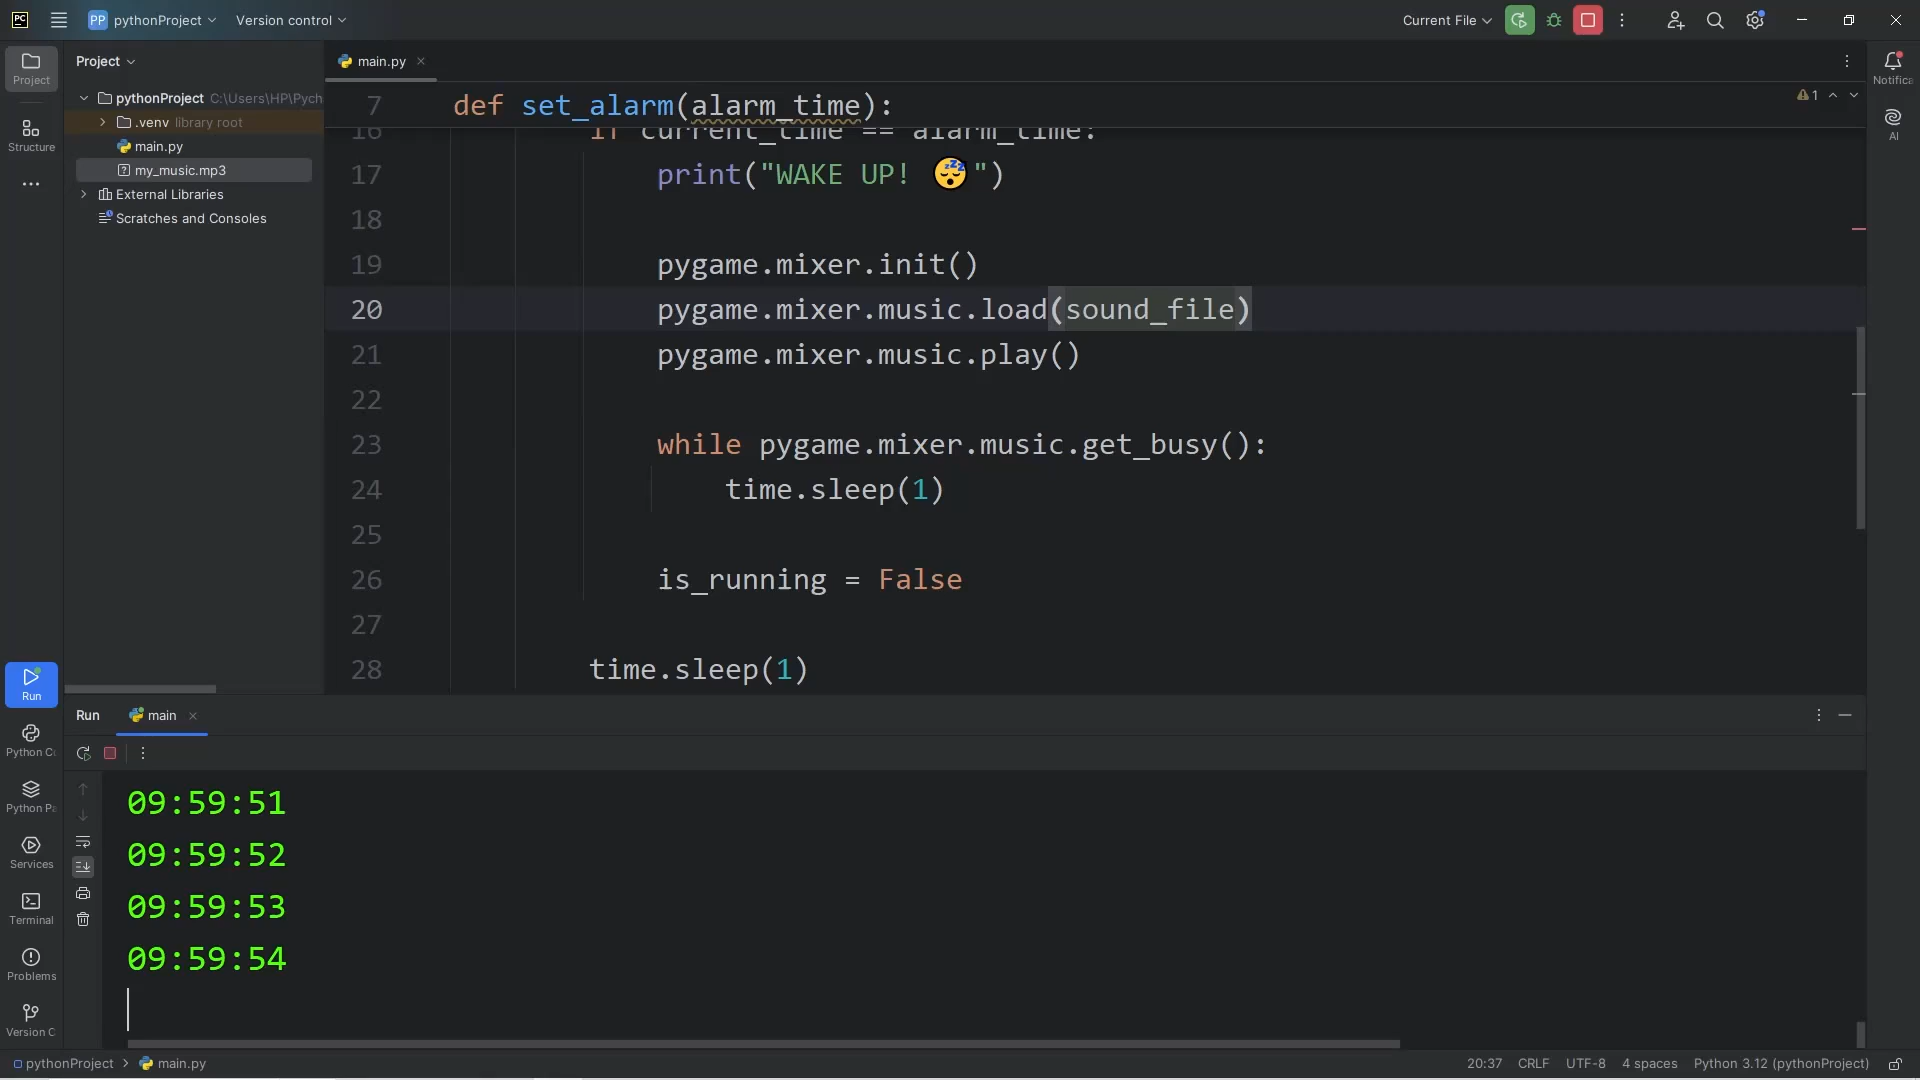 PC
PP pythonProject
Version control
Current File
Project
Project
main.py
Notifica
pythonProject C:\Users\HP\Pych
.venv library root
main.py
my_music.mp3
External Libraries
Scratches and Consoles
Structure
AI
1
7 def set_alarm(alarm_time):
16 if current_time == alarm_time:
17 print("WAKE UP! 😴")
18
19 pygame.mixer.init()
20 pygame.mixer.music.load(sound_file)
21 pygame.mixer.music.play()
22
23 while pygame.mixer.music.get_busy():
24 time.sleep(1)
25
26 is_running = False
27
28 time.sleep(1)
Run
Python C
Python Pa
Services
Terminal
Problems
Version C
Run
main
09:59:51
09:59:52
09:59:53
09:59:54
pythonProject > main.py
20:37
CRLF
UTF-8
4 spaces
Python 3.12 (pythonProject)